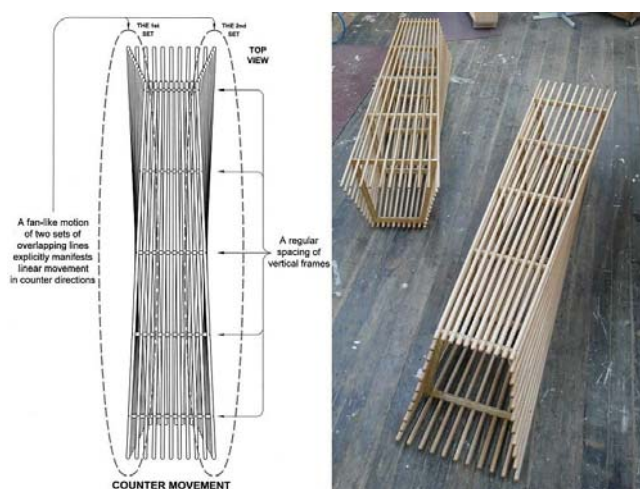 THE 1st
SET
THE 2nd
SET
TOP
VIEW
A fan-like motion
of two sets of
overlapping lines
explicitly manifests
linear movement
in counter directions
A regular
spacing of
vertical frames
COUNTER MOVEMENT